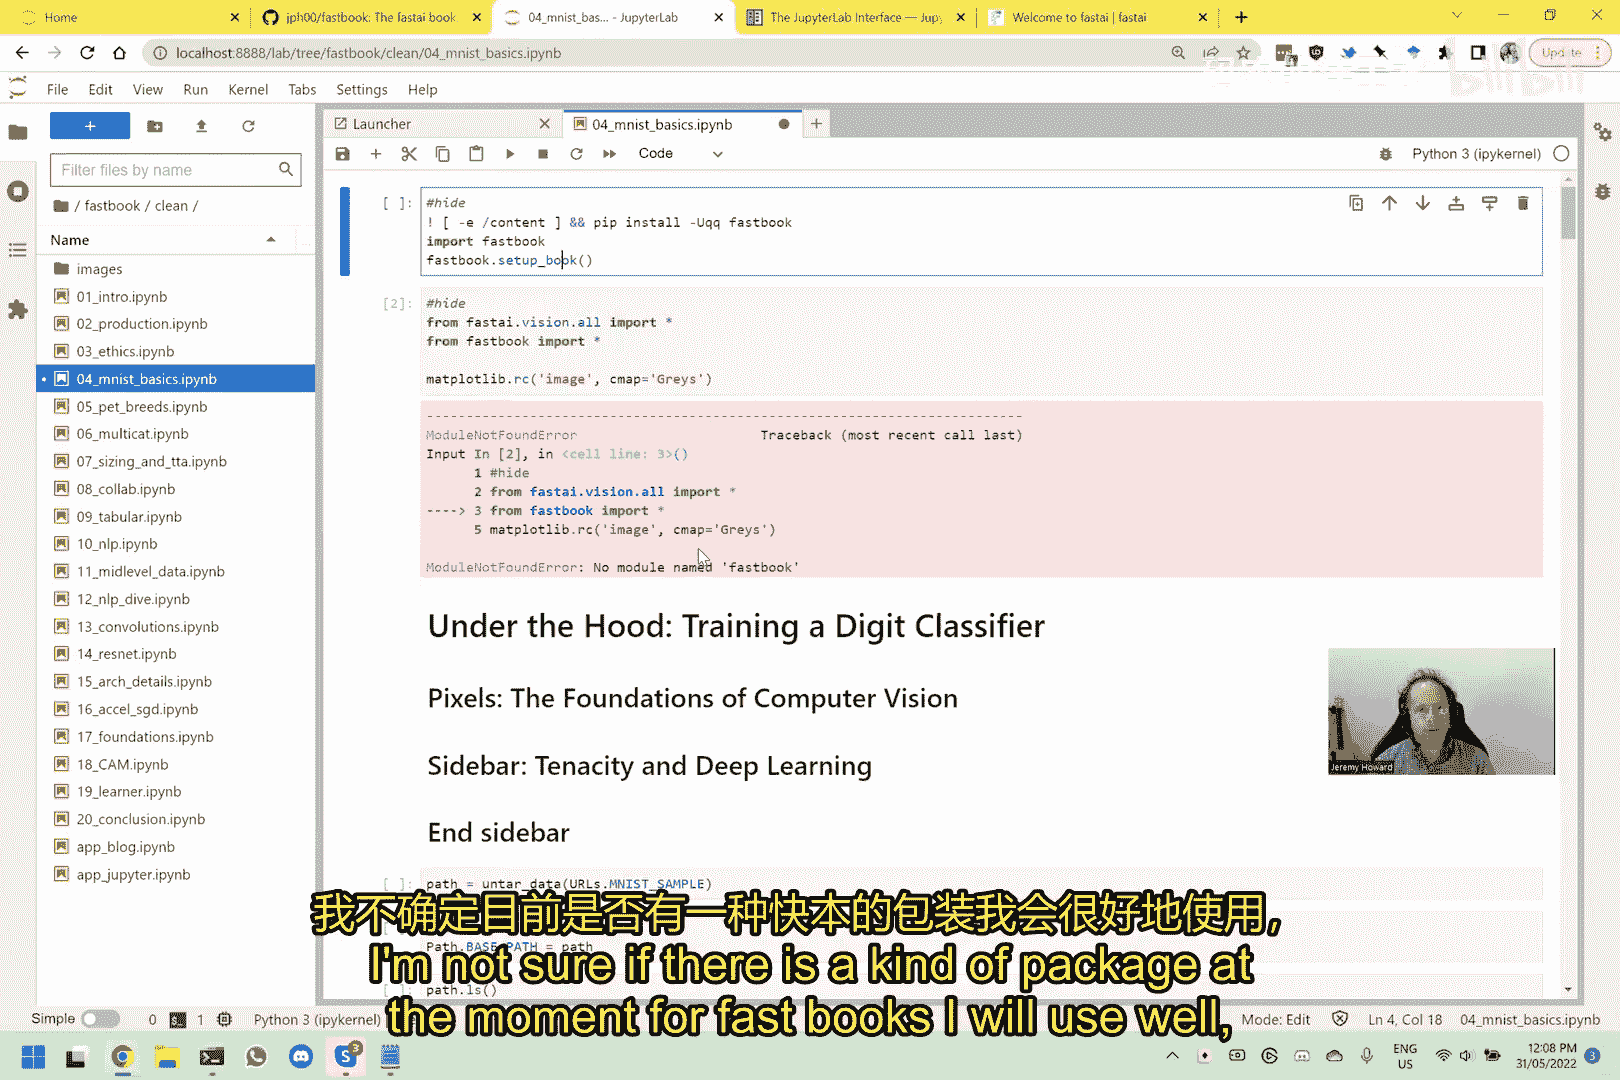 Home
jph00/fastbook: The fastai book
04_mnist_bas... - JupyterLab
The JupyterLab Interface — Jupy
Welcome to fastai | fastai
localhost:8888/lab/tree/fastbook/clean/04_mnist_basics.ipynb
Update
bilibili
File Edit View Run Kernel Tabs Settings Help
Launcher
04_mnist_basics.ipynb
Code
Python 3 (ipykernel)
Filter files by name
/ fastbook / clean /
Name
images
01_intro.ipynb
02_production.ipynb
03_ethics.ipynb
04_mnist_basics.ipynb
05_pet_breeds.ipynb
06_multicat.ipynb
07_sizing_and_tta.ipynb
08_collab.ipynb
09_tabular.ipynb
10_nlp.ipynb
11_midlevel_data.ipynb
12_nlp_dive.ipynb
13_convolutions.ipynb
14_resnet.ipynb
15_arch_details.ipynb
16_accel_sgd.ipynb
17_foundations.ipynb
18_CAM.ipynb
19_learner.ipynb
20_conclusion.ipynb
app_blog.ipynb
app_jupyter.ipynb
[ ]: #hide
! [ -e /content ] && pip install -Uqq fastbook
import fastbook
fastbook.setup_book()
[2]: #hide
from fastai.vision.all import *
from fastbook import *
matplotlib.rc('image', cmap='Greys')
---------------------------------------------------------------------------
ModuleNotFoundError Traceback (most recent call last)
Input In [2], in <cell line: 3>()
1 #hide
2 from fastai.vision.all import *
----> 3 from fastbook import *
5 matplotlib.rc('image', cmap='Greys')
ModuleNotFoundError: No module named 'fastbook'
Under the Hood: Training a Digit Classifier
Pixels: The Foundations of Computer Vision
Sidebar: Tenacity and Deep Learning
End sidebar
Jeremy Howard
[ ]: path = untar_data(URLs.MNIST_SAMPLE)
我不确定目前是否有一种快本的包装我会很好地使用,
Path.BASE_PATH = path
I'm not sure if there is a kind of package at
[ ]: path.ls()
the moment for fast books I will use well,
Simple 0 1 Python 3 (ipykernel)
Mode: Edit Ln 4, Col 18 04_mnist_basics.ipynb
3
ENG
US
12:08 PM
31/05/2022
3